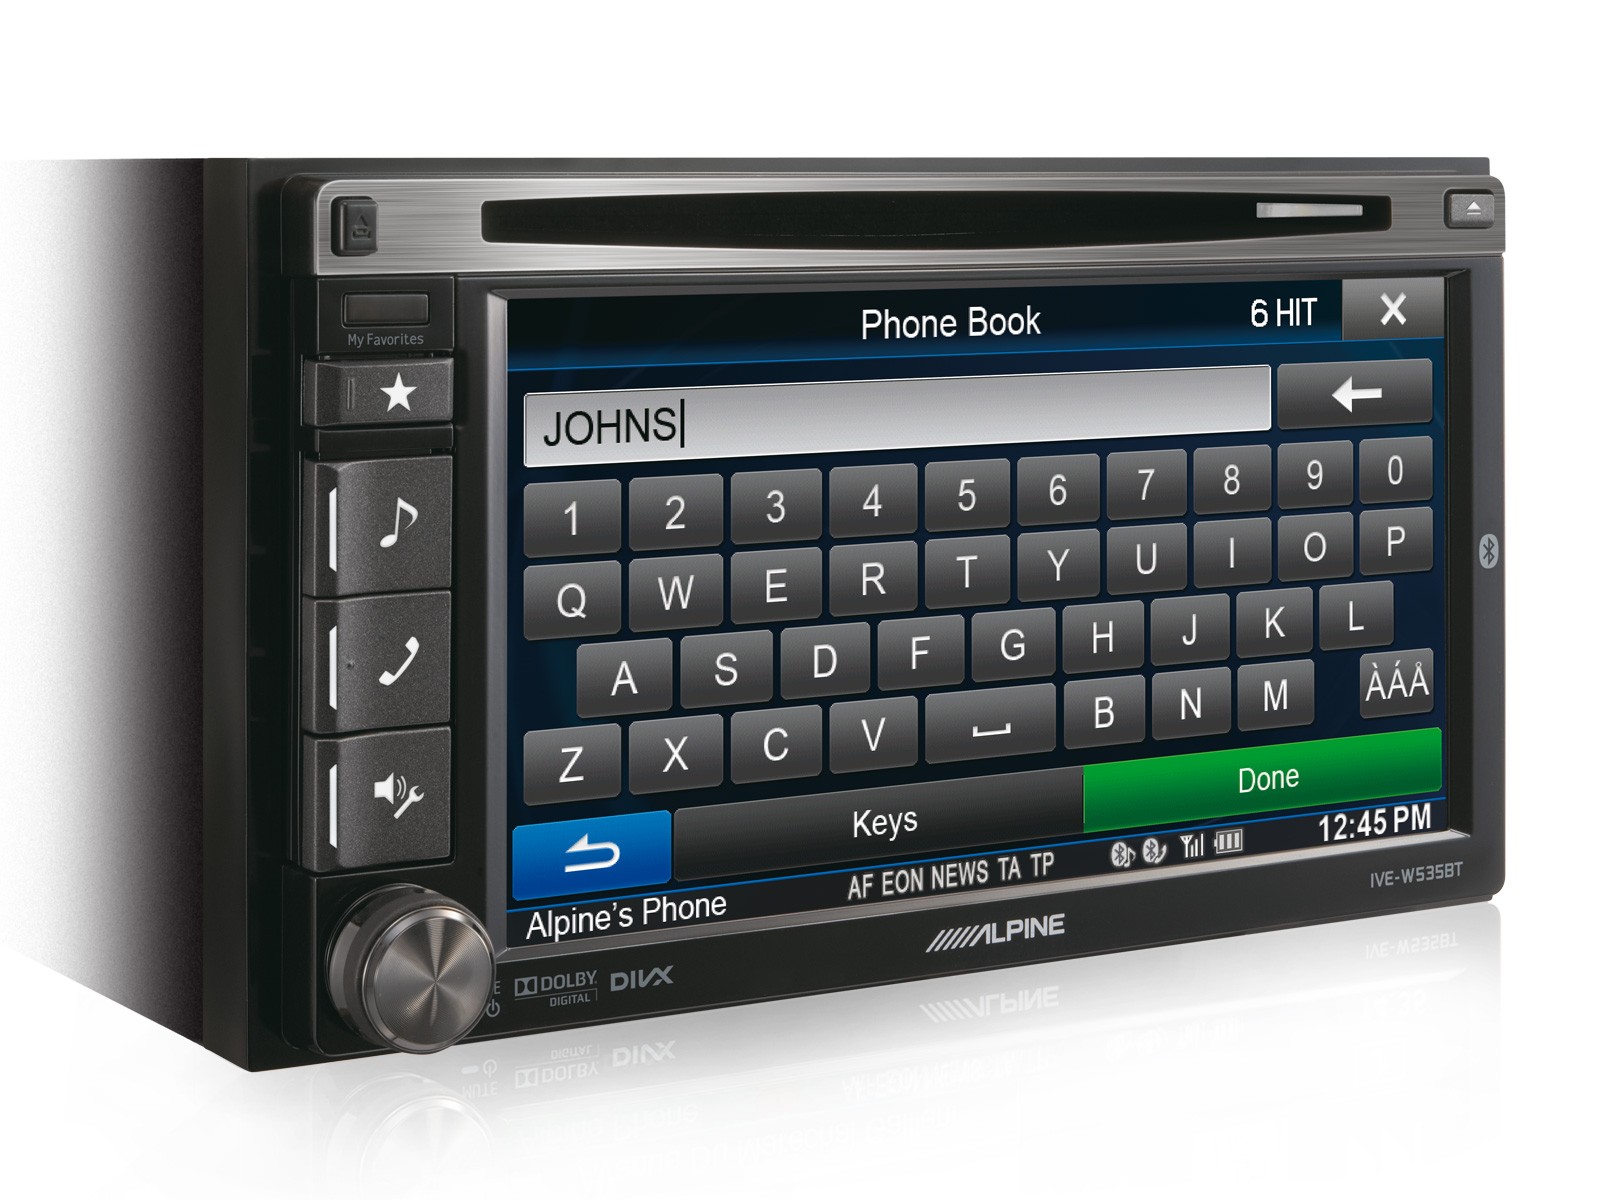 Phone Book
6 HIT
My Favorites
JOHNS
1 2 3 4 5 6 7 8 9 0
Q W E R T Y U I O P
A S D F G H J K L
Z X C V B N M ÀÁÅ
Keys
Done
Alpine's Phone
AF EON NEWS TA TP
12:45 PM
IVE-W535BT
ALPINE
DOLBY
DIGITAL
DIVX